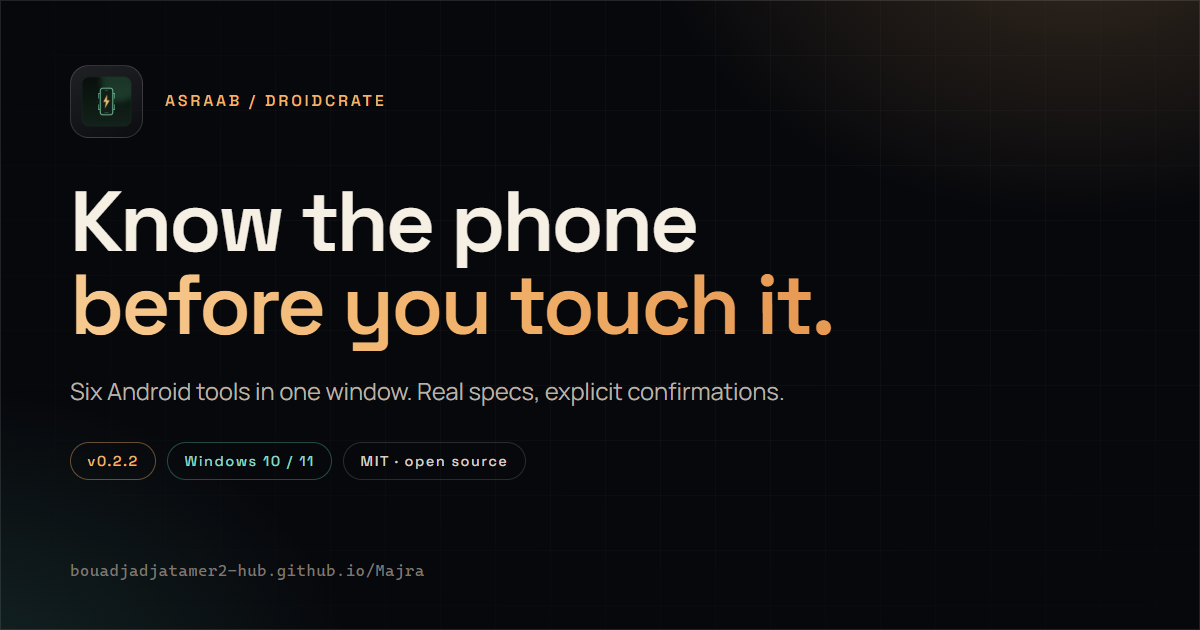 ASRAAB / DROIDCRATE
Know the phone
before you touch it.
Six Android tools in one window. Real specs, explicit confirmations.
v0.2.2
Windows 10 / 11
MIT · open source
bouadjadjatamer2-hub.github.io/Majra